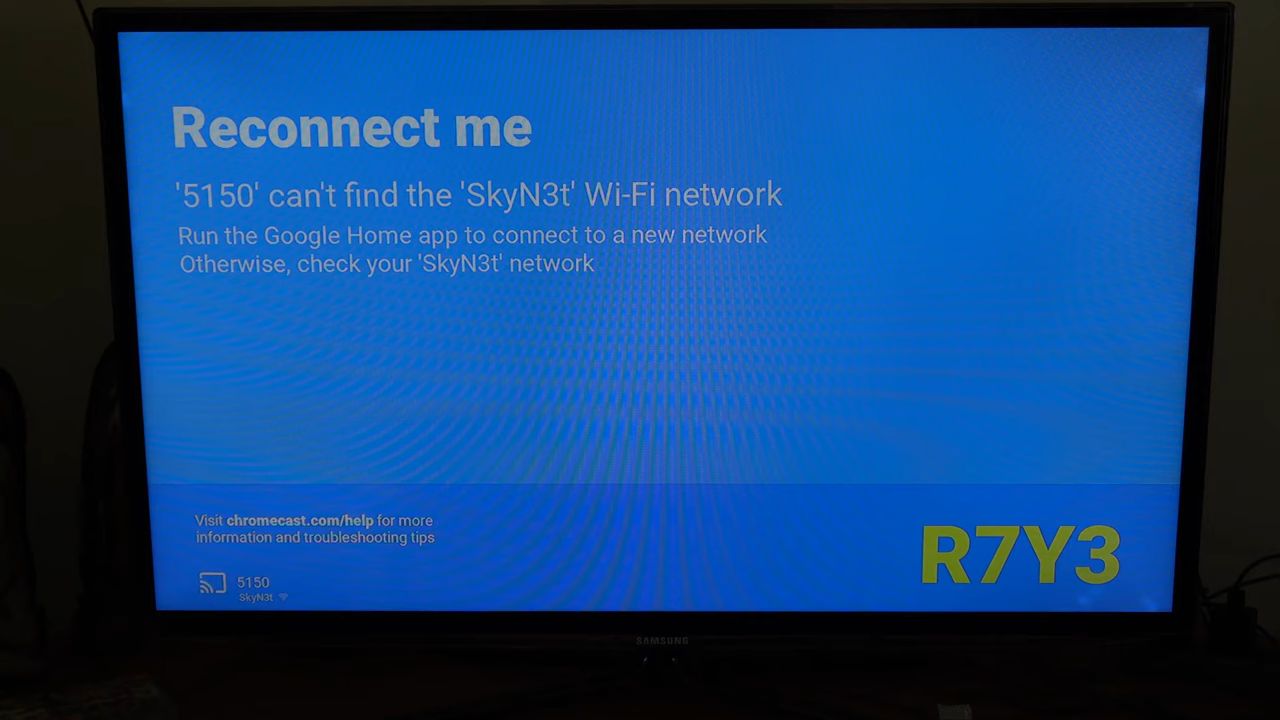 Reconnect me
'5150' can't find the 'SkyN3t' Wi-Fi network
Run the Google Home app to connect to a new network
Otherwise, check your 'SkyN3t' network
Visit chromecast.com/help for more
information and troubleshooting tips
R7Y3
5150
SkyN3t
SAMSUNG